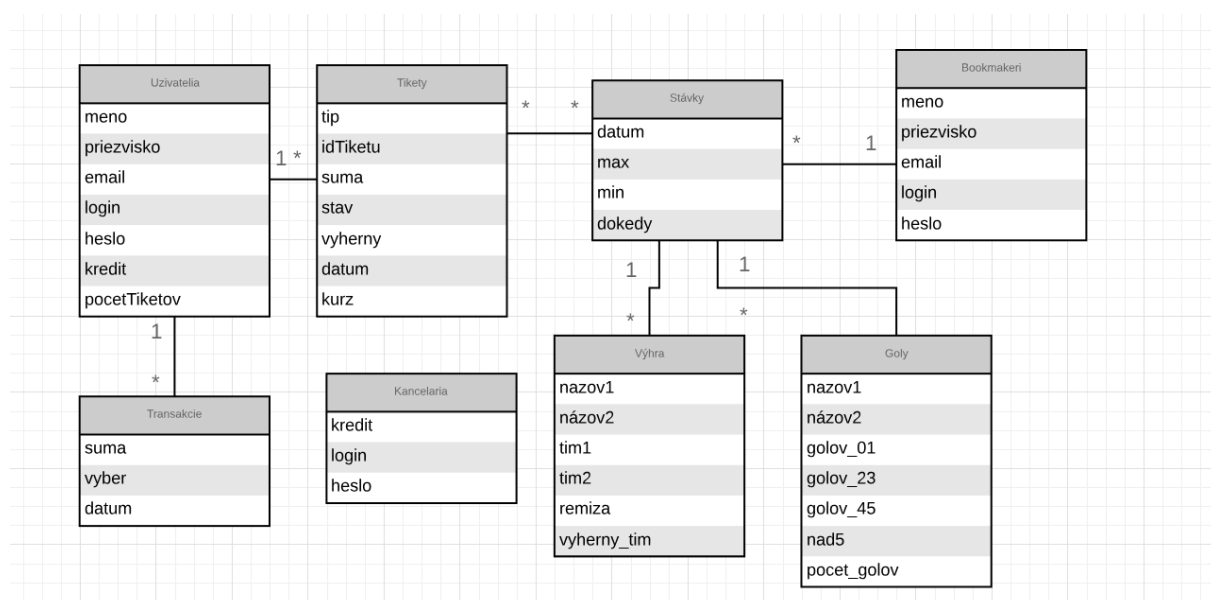 Uzivatelia
meno
priezvisko
email
login
heslo
kredit
pocetTiketov
1 *
Tikety
tip
idTiketu
suma
stav
vyherny
datum
kurz
* *
Stávky
datum
max
min
dokedy
* 1
Bookmakeri
meno
priezvisko
email
login
heslo
1
*
Transakcie
suma
vyber
datum
Kancelaria
kredit
login
heslo
1
*
Výhra
nazov1
názov2
tim1
tim2
remiza
vyherny_tim
1
*
Goly
nazov1
názov2
golov_01
golov_23
golov_45
nad5
pocet_golov